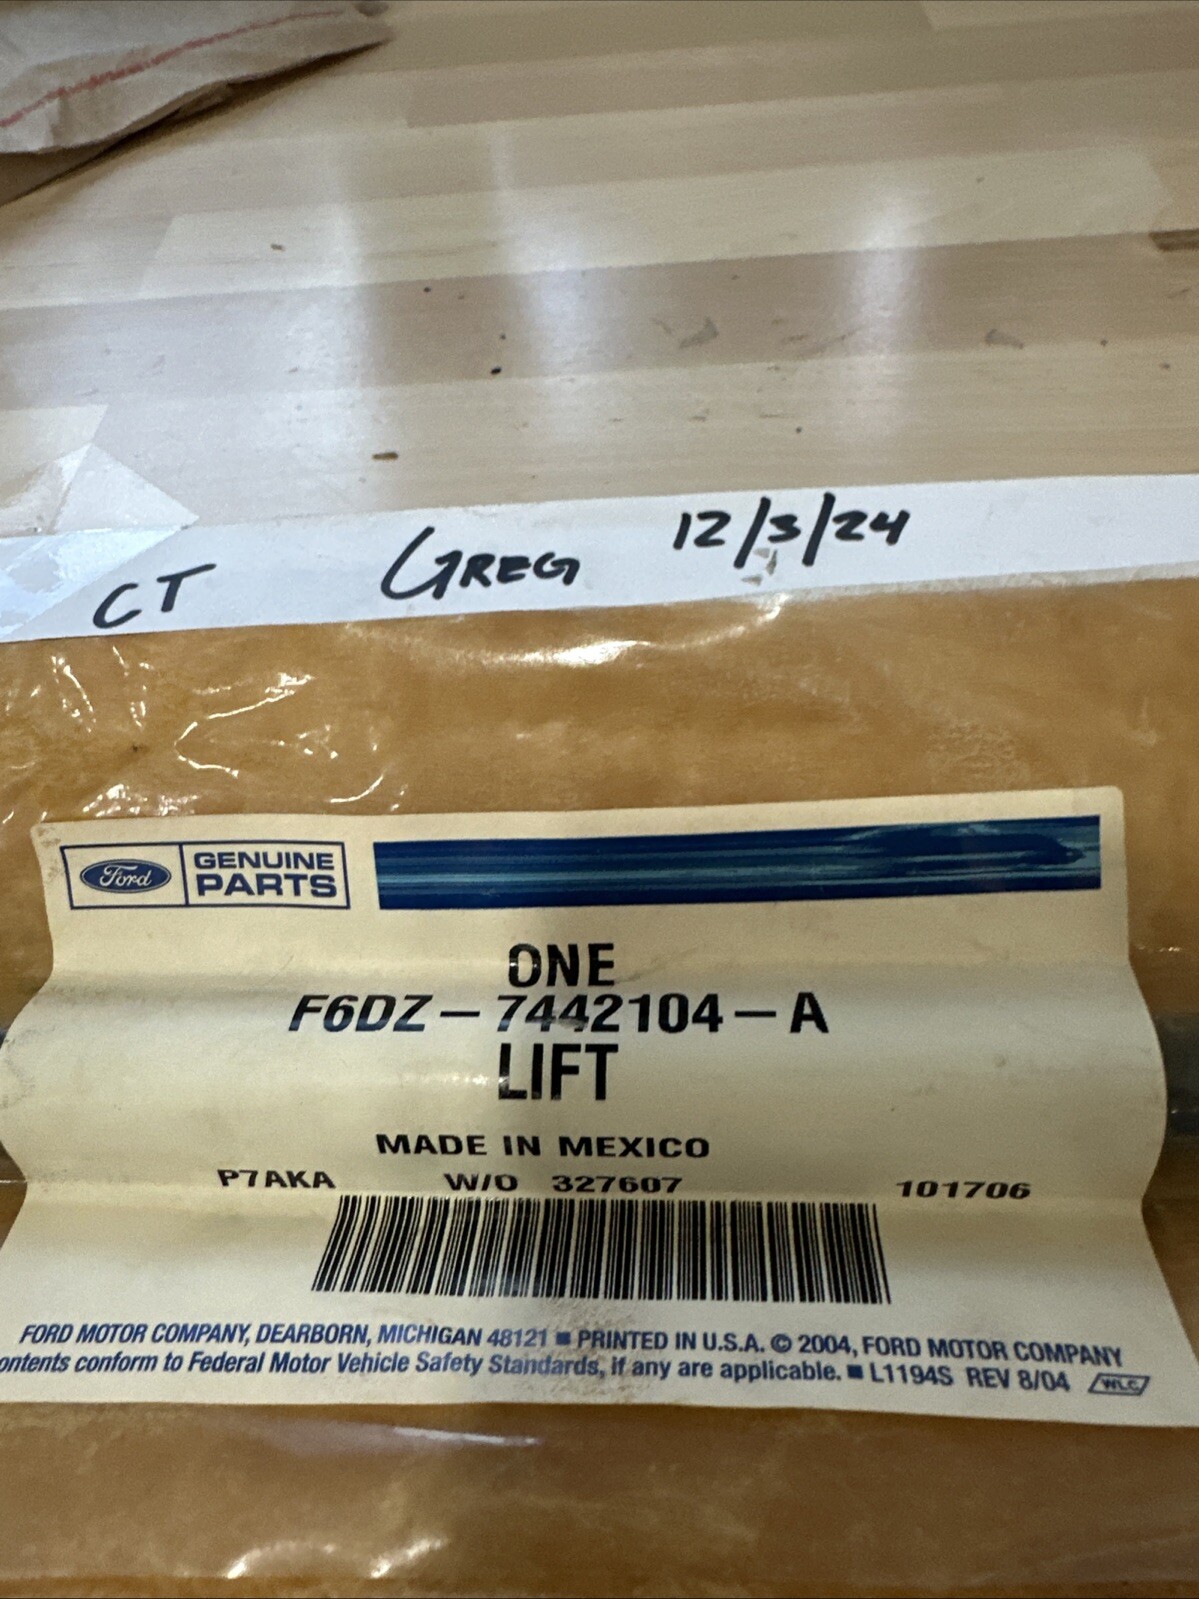 CT GREG 12/3/24
Ford GENUINE PARTS
ONE
F6DZ-7442104-A
LIFT
MADE IN MEXICO
P7AKA W/O 327607 101706
FORD MOTOR COMPANY, DEARBORN, MICHIGAN 48121 ■ PRINTED IN U.S.A. © 2004, FORD MOTOR COMPANY
ontents conform to Federal Motor Vehicle Safety Standards, if any are applicable. ■ L1194S REV 8/04 WLC